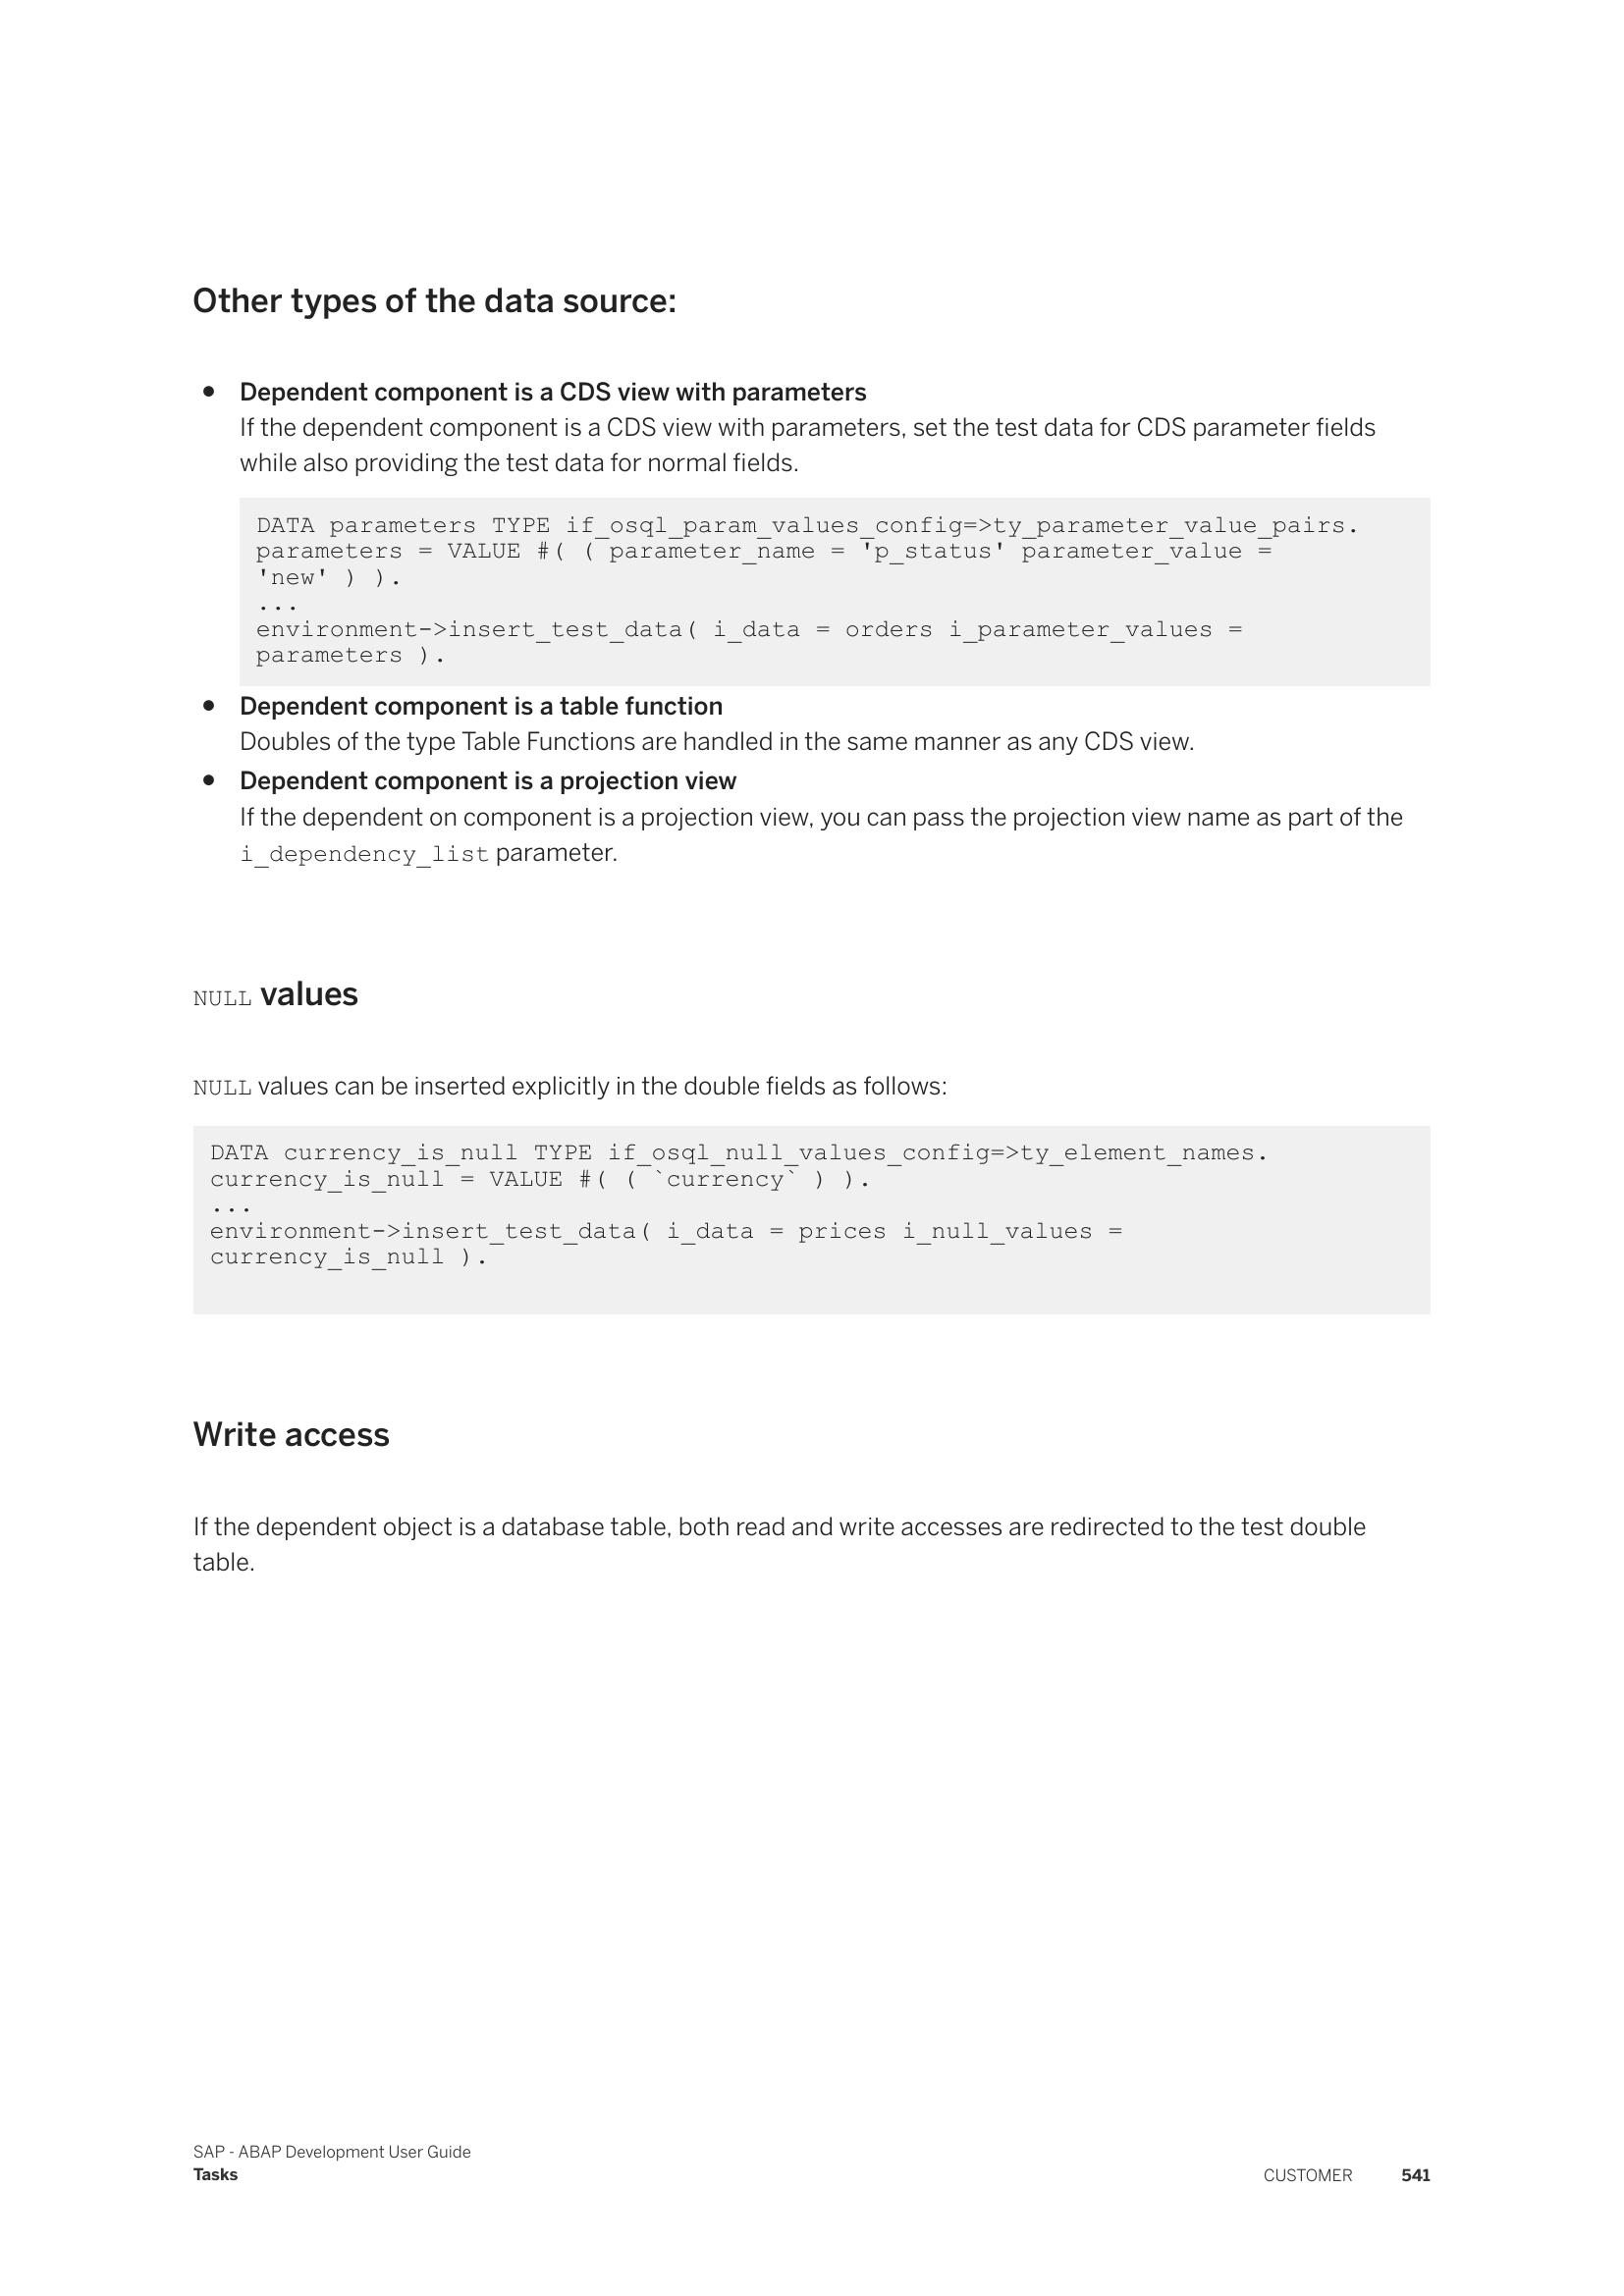 Other types of the data source:
● Dependent component is a CDS view with parameters
If the dependent component is a CDS view with parameters, set the test data for CDS parameter fields
while also providing the test data for normal fields.
DATA parameters TYPE if_osql_param_values_config=>ty_parameter_value_pairs.
parameters = VALUE #( ( parameter_name = 'p_status' parameter_value =
'new' ) ).
...
environment->insert_test_data( i_data = orders i_parameter_values =
parameters ).
● Dependent component is a table function
Doubles of the type Table Functions are handled in the same manner as any CDS view.
● Dependent component is a projection view
If the dependent on component is a projection view, you can pass the projection view name as part of the
i_dependency_list parameter.
NULL values
NULL values can be inserted explicitly in the double fields as follows:
DATA currency_is_null TYPE if_osql_null_values_config=>ty_element_names.
currency_is_null = VALUE #( ( `currency` ) ).
...
environment->insert_test_data( i_data = prices i_null_values =
currency_is_null ).
Write access
If the dependent object is a database table, both read and write accesses are redirected to the test double
table.
SAP - ABAP Development User Guide
Tasks
CUSTOMER 541